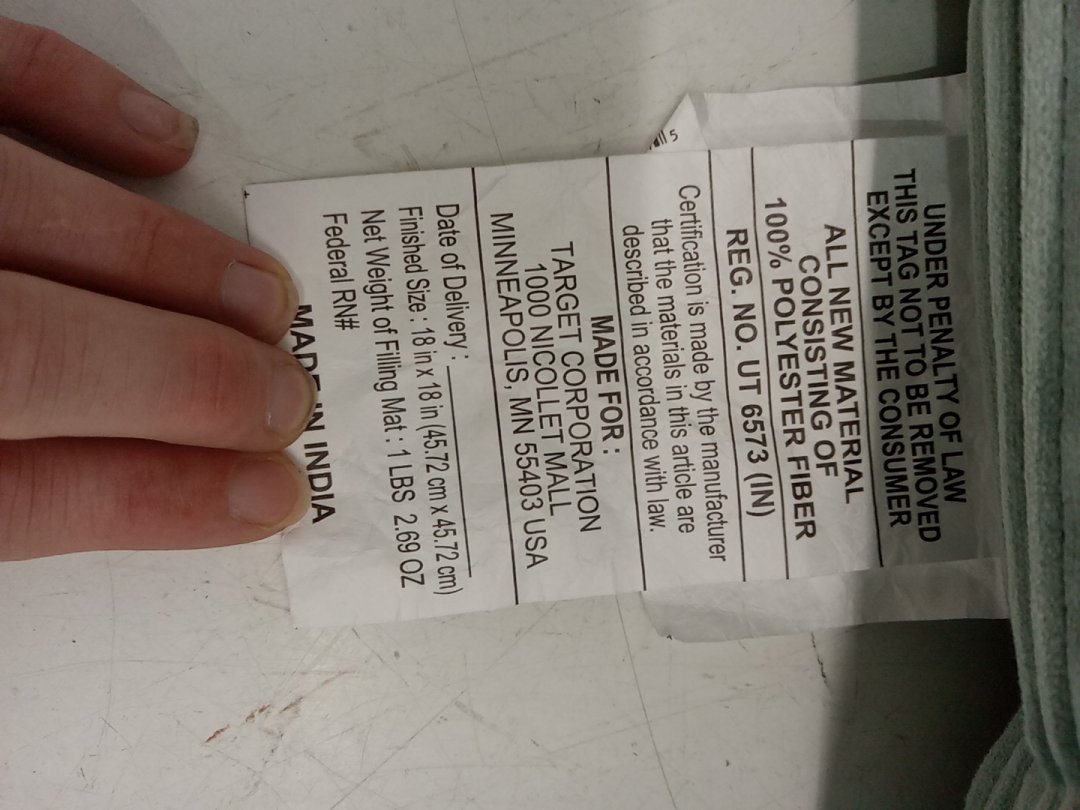 UNDER PENALTY OF LAW
THIS TAG NOT TO BE REMOVED
EXCEPT BY THE CONSUMER
ALL NEW MATERIAL
CONSISTING OF
100% POLYESTER FIBER
REG. NO. UT 6573 (IN)
Certification is made by the manufacturer
that the materials in this article are
described in accordance with law.
MADE FOR :
TARGET CORPORATION
1000 NICOLLET MALL
MINNEAPOLIS, MN 55403 USA
Date of Delivery :
Finished Size : 18 in x 18 in (45.72 cm x 45.72 cm)
Net Weight of Filling Mat : 1 LBS 2.69 OZ
Federal RN#
MADE IN INDIA